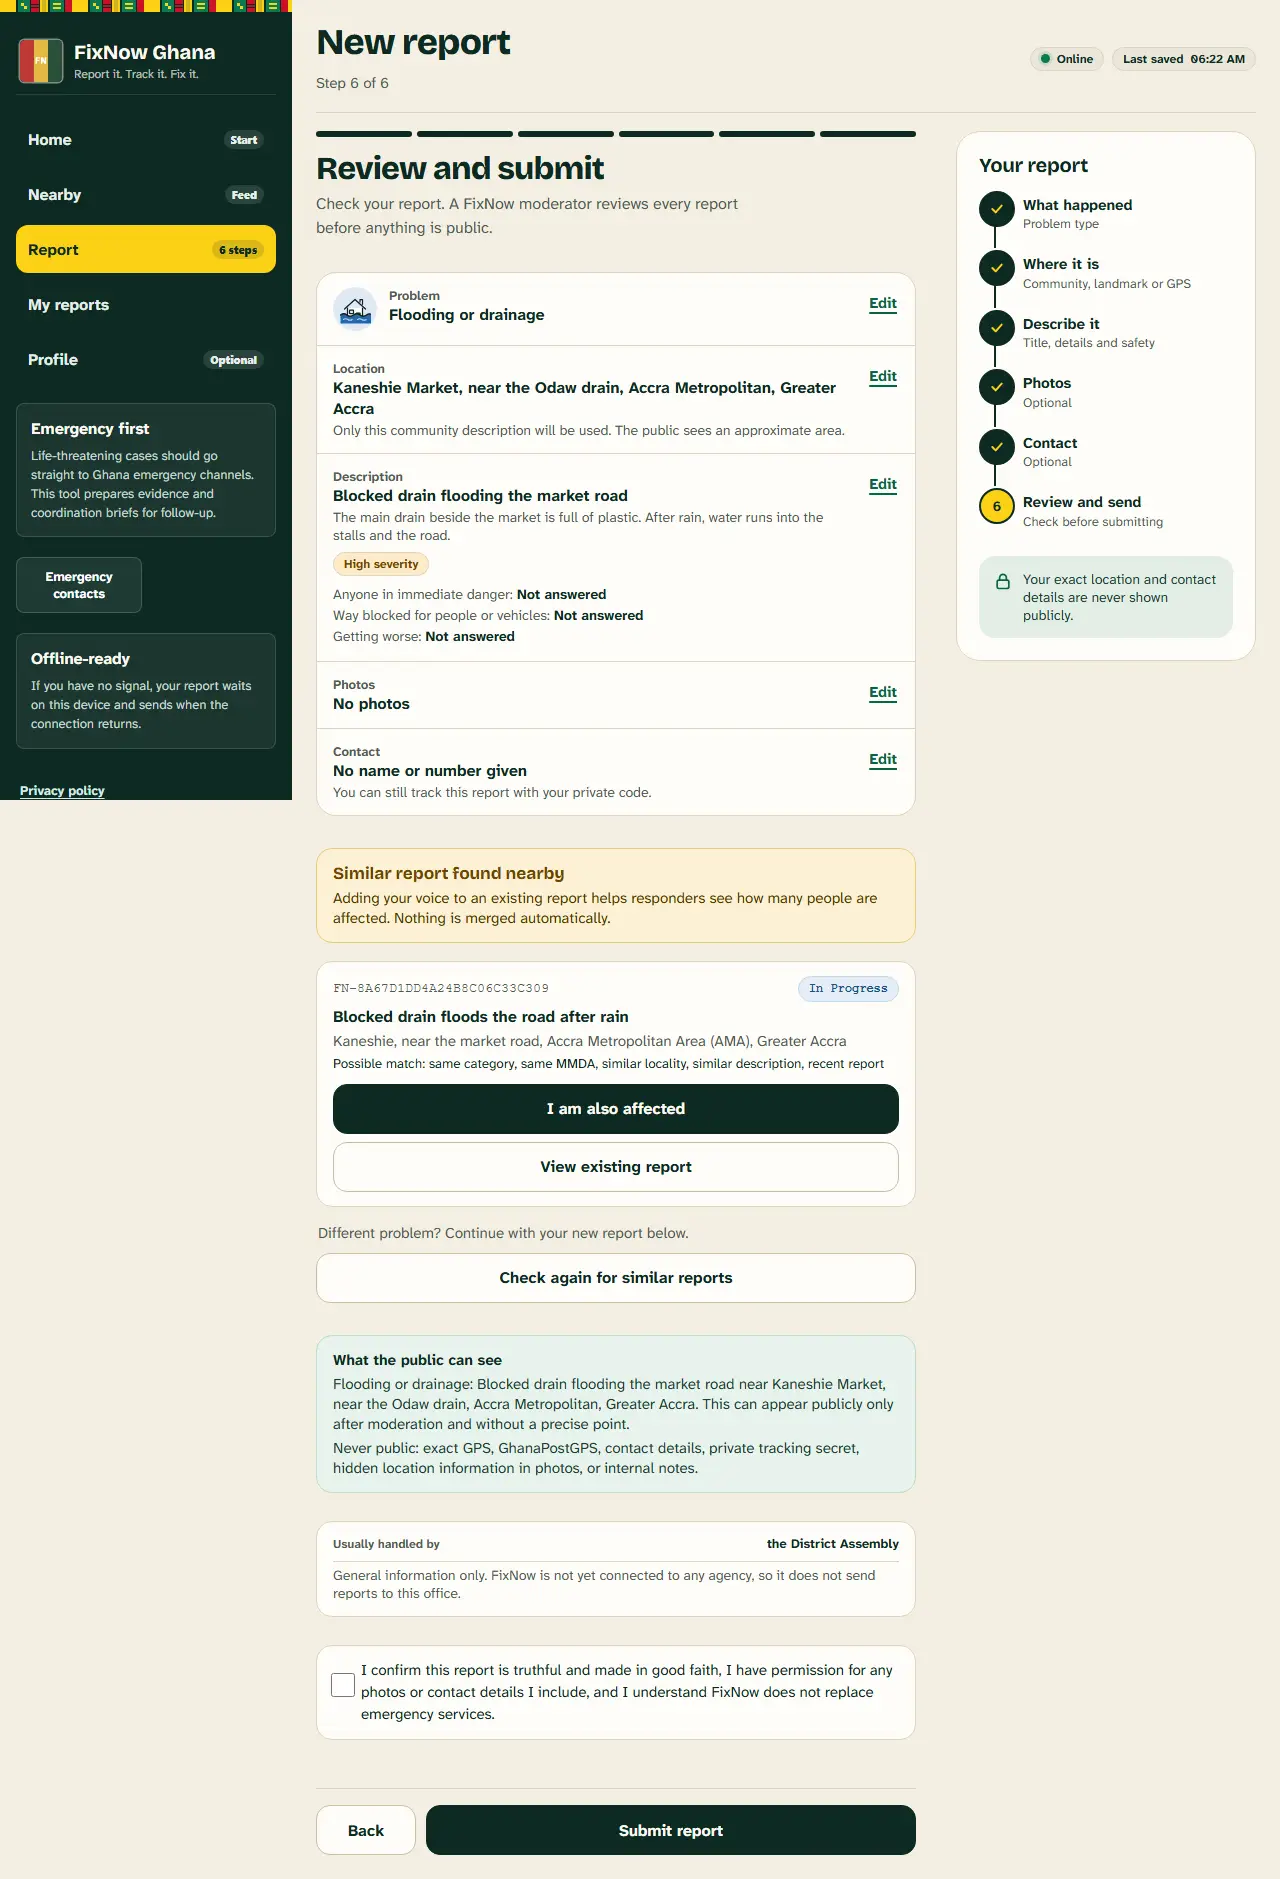 FN
FixNow Ghana
Report it. Track it. Fix it.
Home
Start
Nearby
Feed
Report
6 steps
My reports
Profile
Optional
Emergency first
Life-threatening cases should go
straight to Ghana emergency channels.
This tool prepares evidence and
coordination briefs for follow-up.
Emergency
contacts
Offline-ready
If you have no signal, your report waits
on this device and sends when the
connection returns.
Privacy policy
New report
Step 6 of 6
Online
Last saved 06:22 AM
Review and submit
Check your report. A FixNow moderator reviews every report
before anything is public.
Problem
Flooding or drainage
Edit
Location
Kaneshie Market, near the Odaw drain, Accra Metropolitan, Greater
Accra
Only this community description will be used. The public sees an approximate area.
Edit
Description
Blocked drain flooding the market road
The main drain beside the market is full of plastic. After rain, water runs into the
stalls and the road.
High severity
Anyone in immediate danger: Not answered
Way blocked for people or vehicles: Not answered
Getting worse: Not answered
Edit
Photos
No photos
Edit
Contact
No name or number given
You can still track this report with your private code.
Edit
Similar report found nearby
Adding your voice to an existing report helps responders see how many people are
affected. Nothing is merged automatically.
FN-8A67D1DD4A24B8C06C33C309
In Progress
Blocked drain floods the road after rain
Kaneshie, near the market road, Accra Metropolitan Area (AMA), Greater Accra
Possible match: same category, same MMDA, similar locality, similar description, recent report
I am also affected
View existing report
Different problem? Continue with your new report below.
Check again for similar reports
What the public can see
Flooding or drainage: Blocked drain flooding the market road near Kaneshie Market,
near the Odaw drain, Accra Metropolitan, Greater Accra. This can appear publicly only
after moderation and without a precise point.
Never public: exact GPS, GhanaPostGPS, contact details, private tracking secret,
hidden location information in photos, or internal notes.
Usually handled by
the District Assembly
General information only. FixNow is not yet connected to any agency, so it does not send
reports to this office.
I confirm this report is truthful and made in good faith, I have permission for any
photos or contact details I include, and I understand FixNow does not replace
emergency services.
Back
Submit report
Your report
What happened
Problem type
Where it is
Community, landmark or GPS
Describe it
Title, details and safety
Photos
Optional
Contact
Optional
6
Review and send
Check before submitting
Your exact location and contact
details are never shown
publicly.